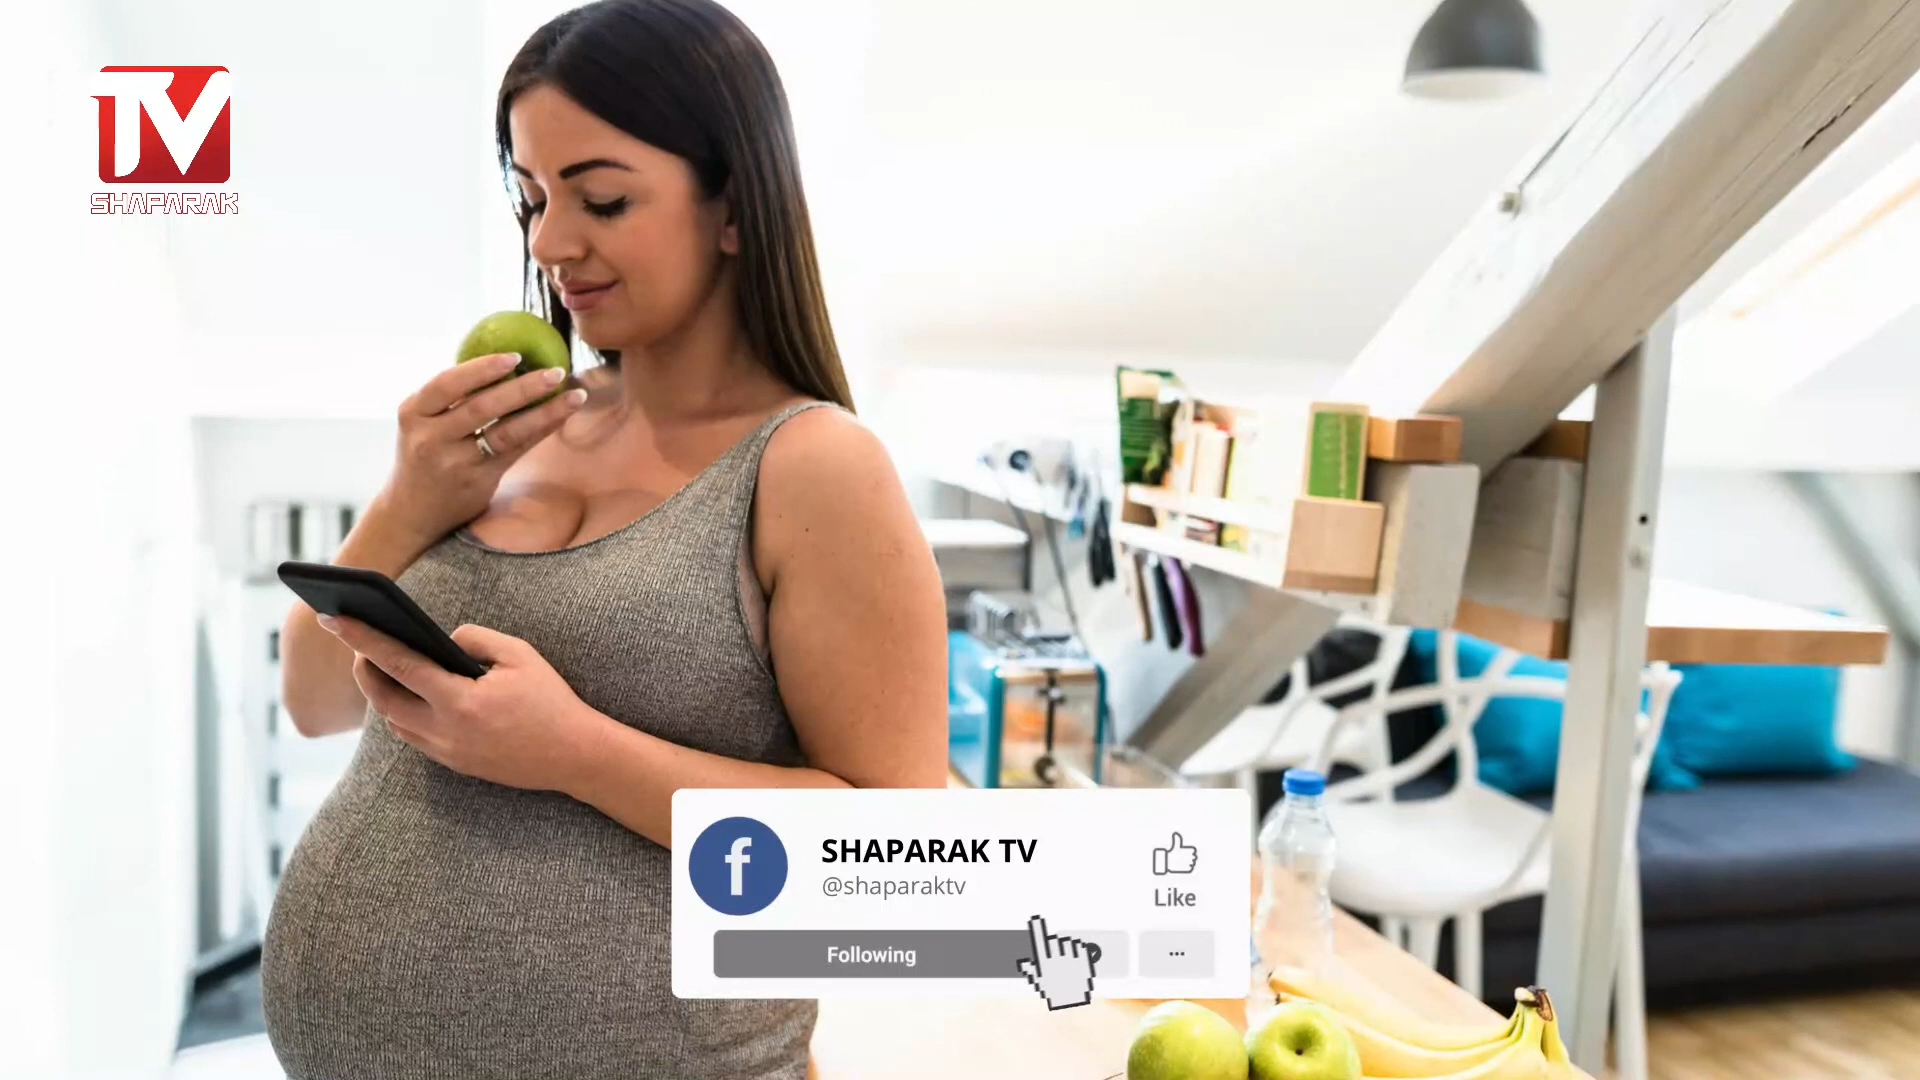 TV
SHAPARAK
f
SHAPARAK TV
@shaparaktv
Like
Following
...